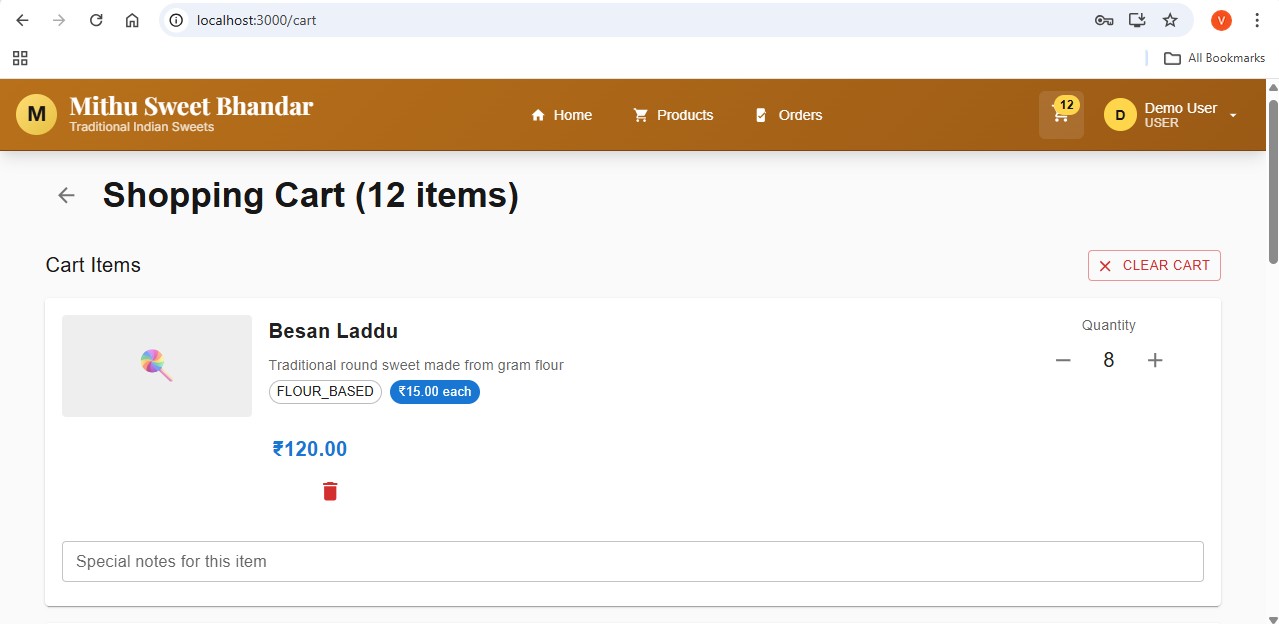 localhost:3000/cart
V
All Bookmarks
M
Mithu Sweet Bhandar
Traditional Indian Sweets
Home
Products
Orders
12
D
Demo User
USER
Shopping Cart (12 items)
Cart Items
CLEAR CART
Besan Laddu
Traditional round sweet made from gram flour
FLOUR_BASED
₹15.00 each
Quantity
8
₹120.00
Special notes for this item